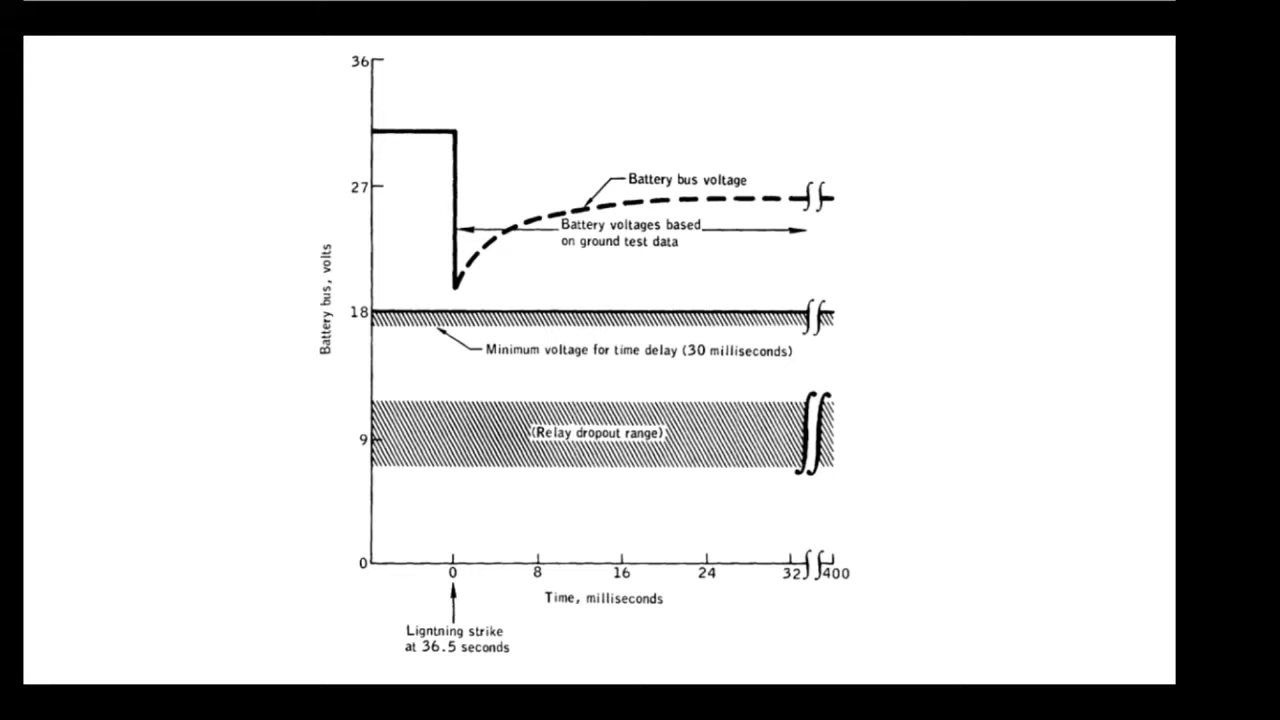 36
27
Battery bus voltage
Battery voltages based
on ground test data
Battery bus, volts
18
Minimum voltage for time delay (30 milliseconds)
9
(Relay dropout range)
0
0 8 16 24 32 400
Time, milliseconds
Ligntning strike
at 36.5 seconds